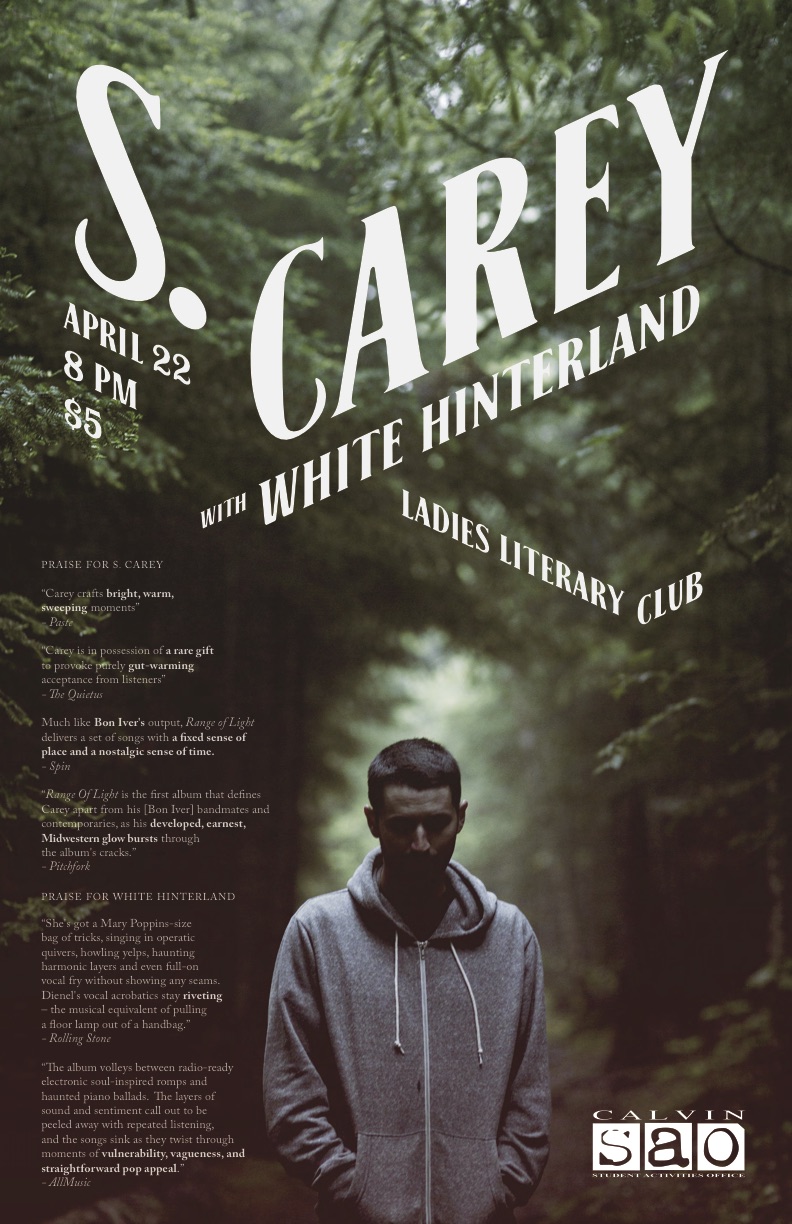 S. CAREY
APRIL 22
8 PM
$5
WITH WHITE HINTERLAND
LADIES LITERARY CLUB
PRAISE FOR S. CAREY
"Carey crafts bright, warm,
sweeping moments"
- Paste
"Carey is in possession of a rare gift
to provoke purely gut-warming
acceptance from listeners"
- The Quietus
Much like Bon Iver's output, Range of Light
delivers a set of songs with a fixed sense of
place and a nostalgic sense of time.
- Spin
"Range Of Light is the first album that defines
Carey apart from his [Bon Iver] bandmates and
contemporaries, as his developed, earnest,
Midwestern glow bursts through
the album's cracks."
- Pitchfork
PRAISE FOR WHITE HINTERLAND
"She's got a Mary Poppins-size
bag of tricks, singing in operatic
quivers, howling yelps, haunting
harmonic layers and even full-on
vocal fry without showing any seams.
Dienel's vocal acrobatics stay riveting
– the musical equivalent of pulling
a floor lamp out of a handbag."
- Rolling Stone
"The album volleys between radio-ready
electronic soul-inspired romps and
haunted piano ballads. The layers of
sound and sentiment call out to be
peeled away with repeated listening,
and the songs sink as they twist through
moments of vulnerability, vagueness, and
straightforward pop appeal."
- AllMusic
CALVIN
sao
STUDENT ACTIVITIES OFFICE